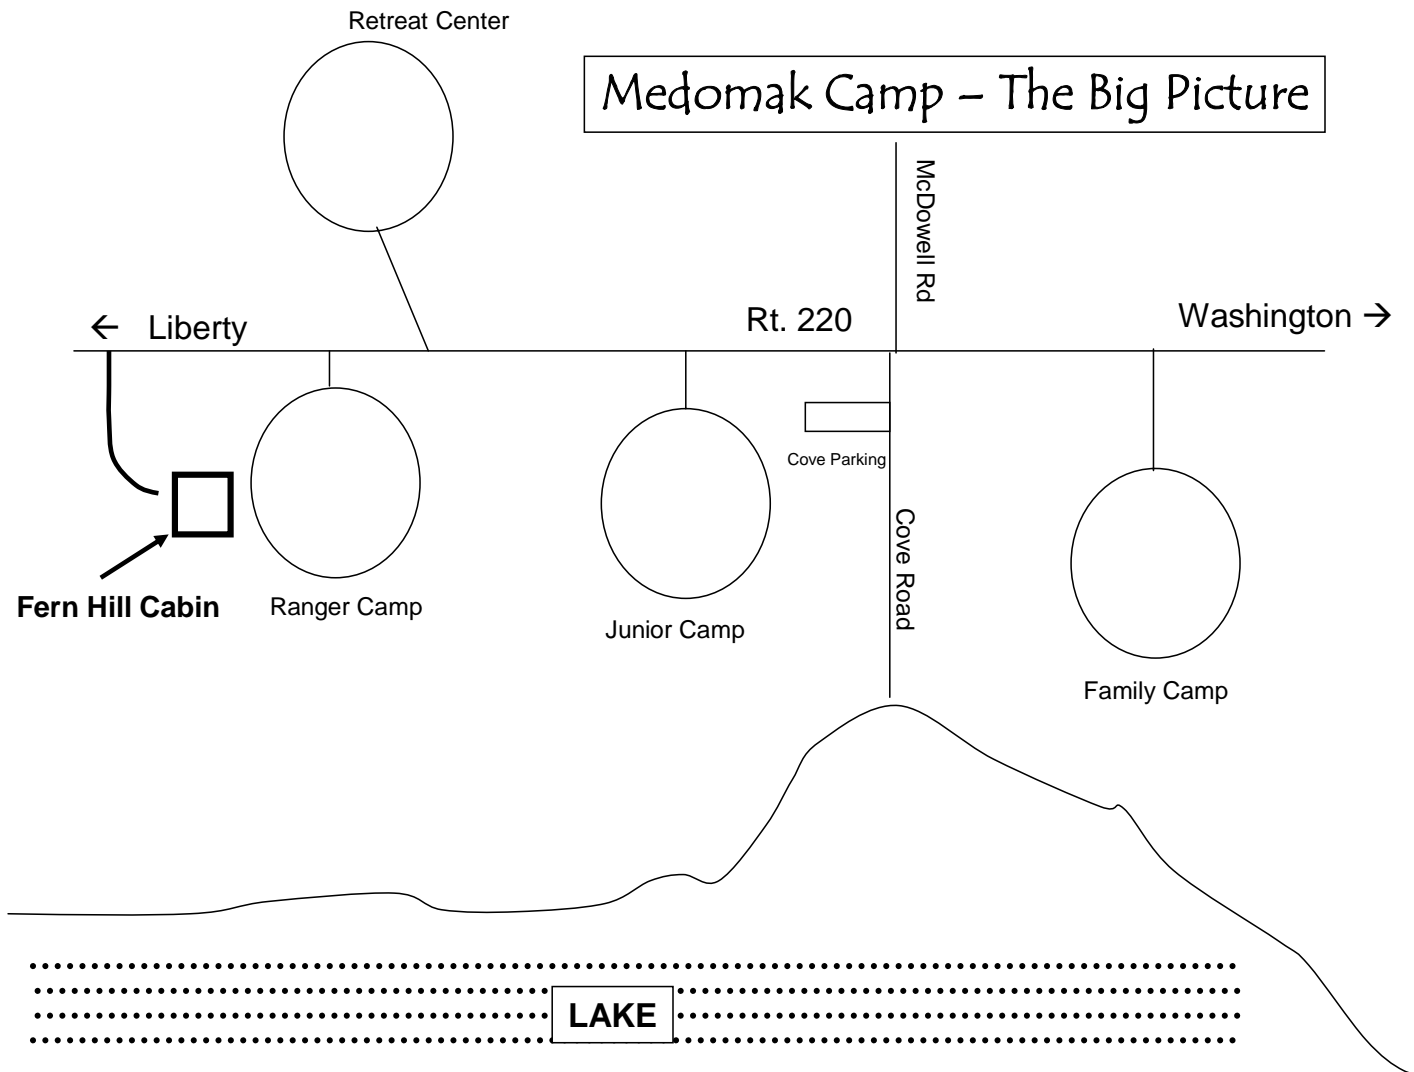 Retreat Center
Medomak Camp – The Big Picture
McDowell Rd
← Liberty
Rt. 220
Washington →
Cove Parking
Cove Road
Fern Hill Cabin
Ranger Camp
Junior Camp
Family Camp
LAKE